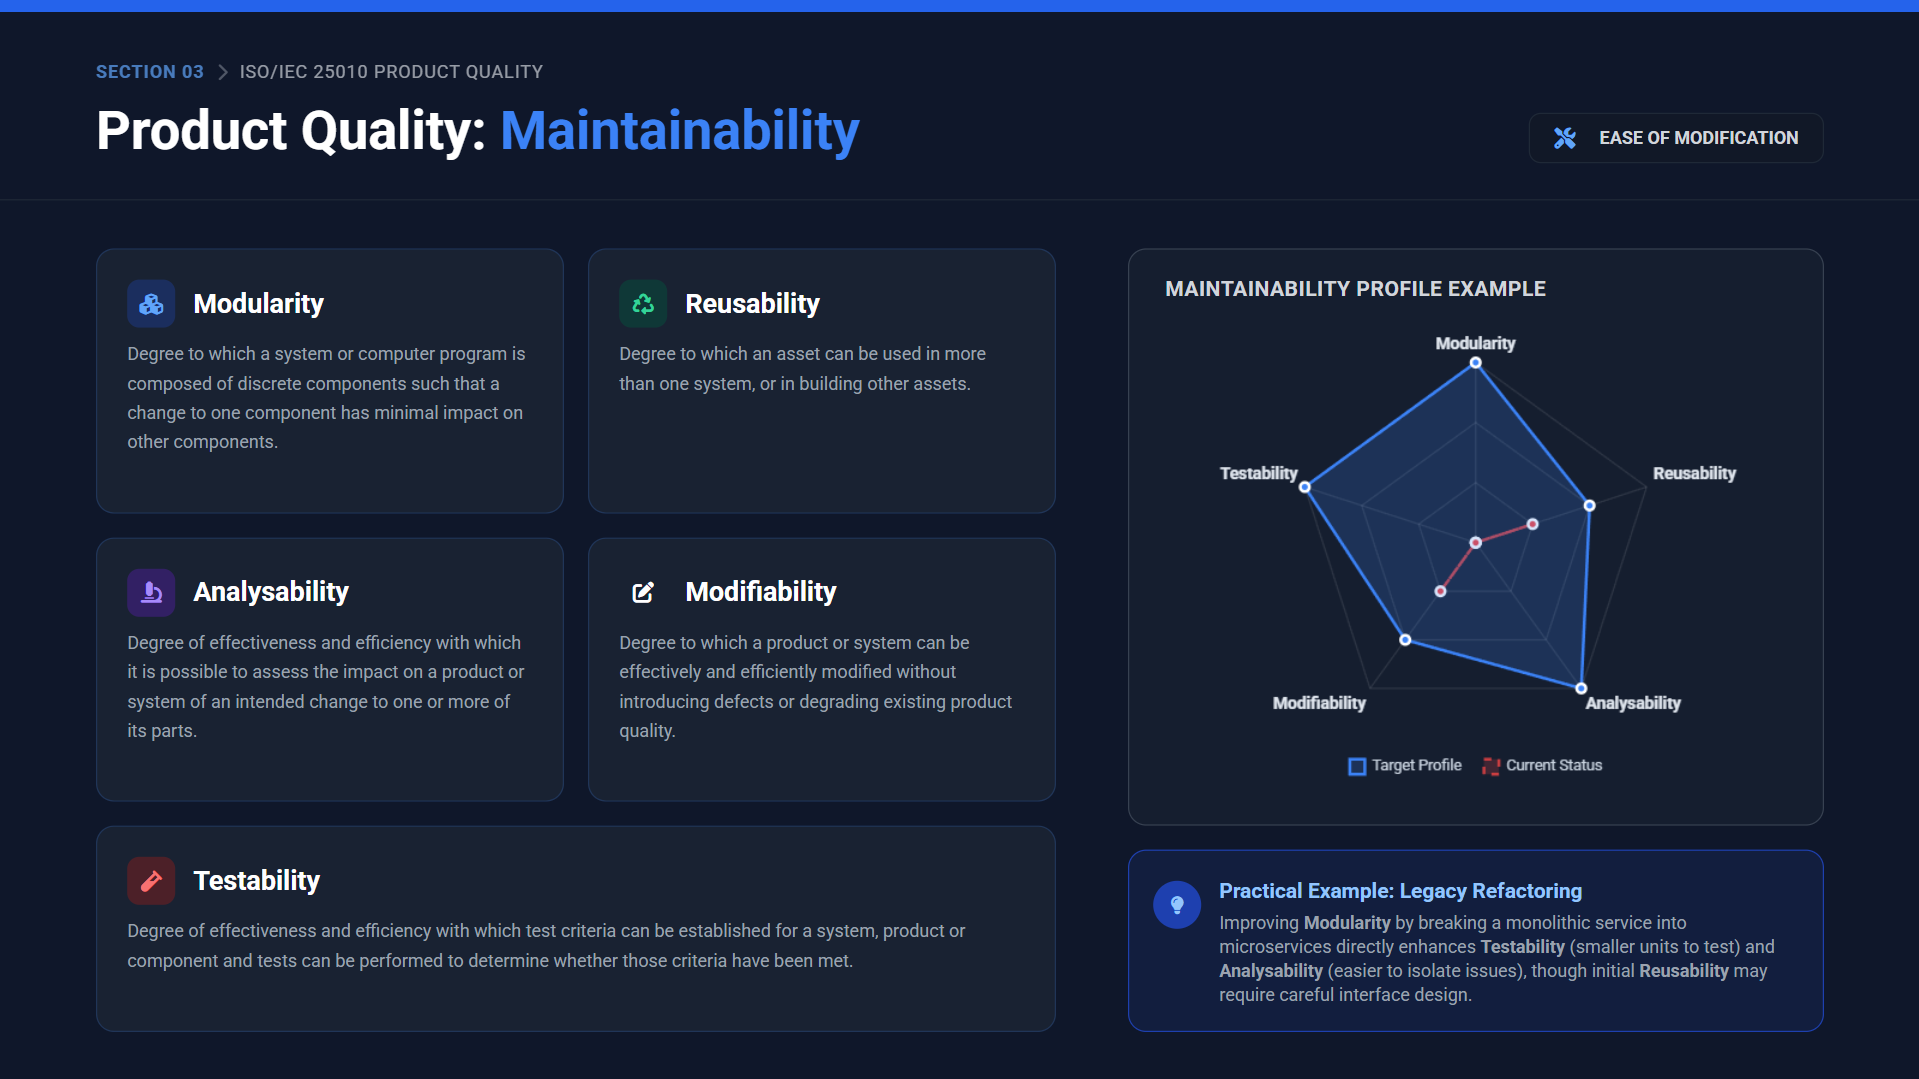 SECTION 03 > ISO/IEC 25010 PRODUCT QUALITY
Product Quality: Maintainability
EASE OF MODIFICATION
Modularity
Degree to which a system or computer program is
composed of discrete components such that a
change to one component has minimal impact on
other components.
Reusability
Degree to which an asset can be used in more
than one system, or in building other assets.
Analysability
Degree of effectiveness and efficiency with which
it is possible to assess the impact on a product or
system of an intended change to one or more of
its parts.
Modifiability
Degree to which a product or system can be
effectively and efficiently modified without
introducing defects or degrading existing product
quality.
Testability
Degree of effectiveness and efficiency with which test criteria can be established for a system, product or
component and tests can be performed to determine whether those criteria have been met.
MAINTAINABILITY PROFILE EXAMPLE
Modularity
Testability
Reusability
Modifiability
Analysability
Target Profile
Current Status
Practical Example: Legacy Refactoring
Improving Modularity by breaking a monolithic service into
microservices directly enhances Testability (smaller units to test) and
Analysability (easier to isolate issues), though initial Reusability may
require careful interface design.